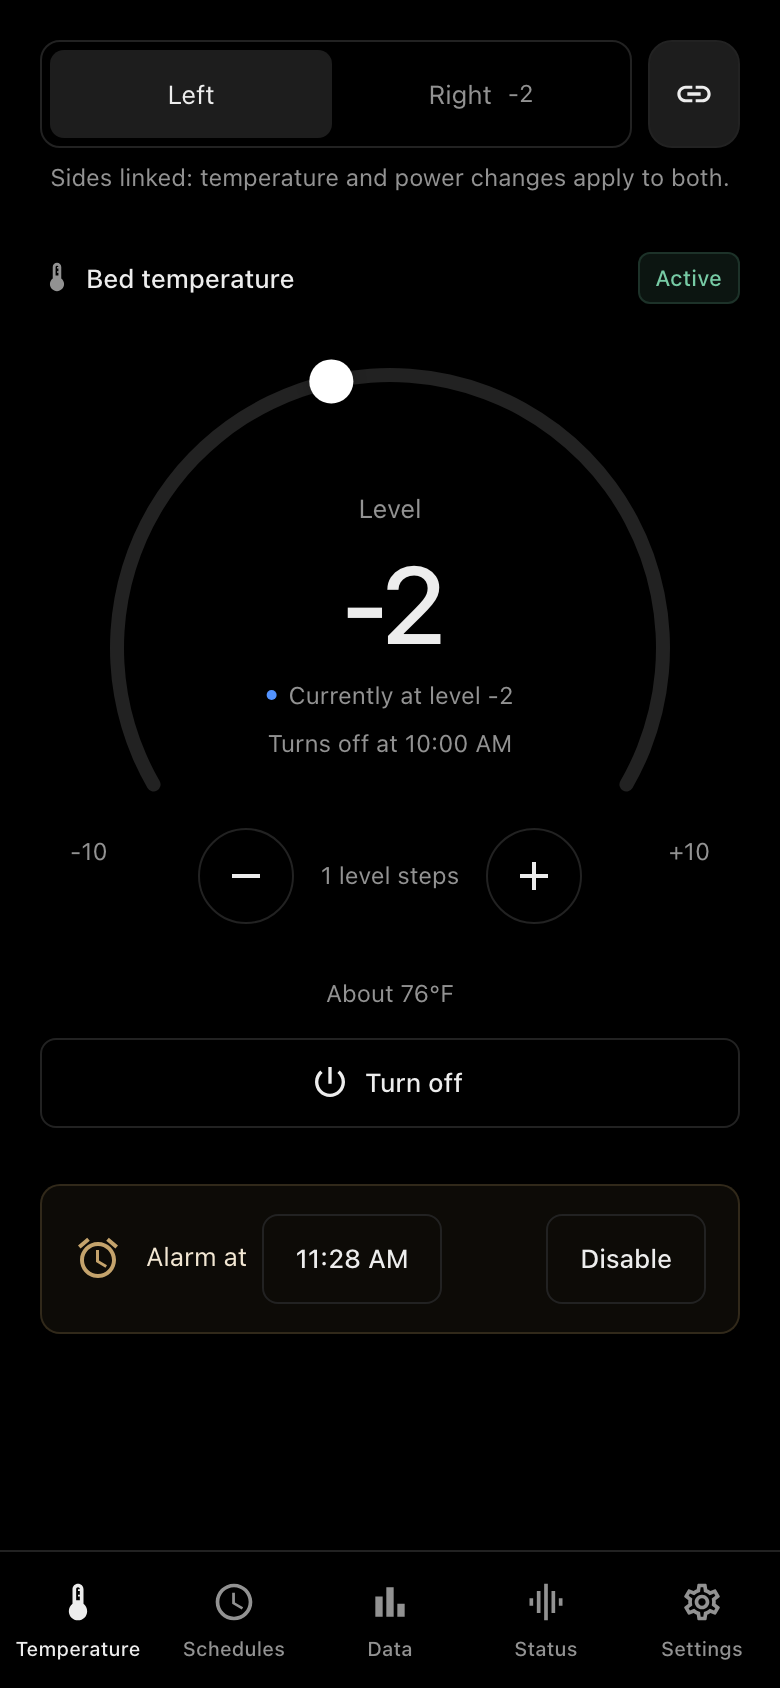 Left
Right -2
Sides linked: temperature and power changes apply to both.
Bed temperature
Active
Level
-2
Currently at level -2
Turns off at 10:00 AM
-10
1 level steps
+10
About 76°F
Turn off
Alarm at
11:28 AM
Disable
Temperature
Schedules
Data
Status
Settings